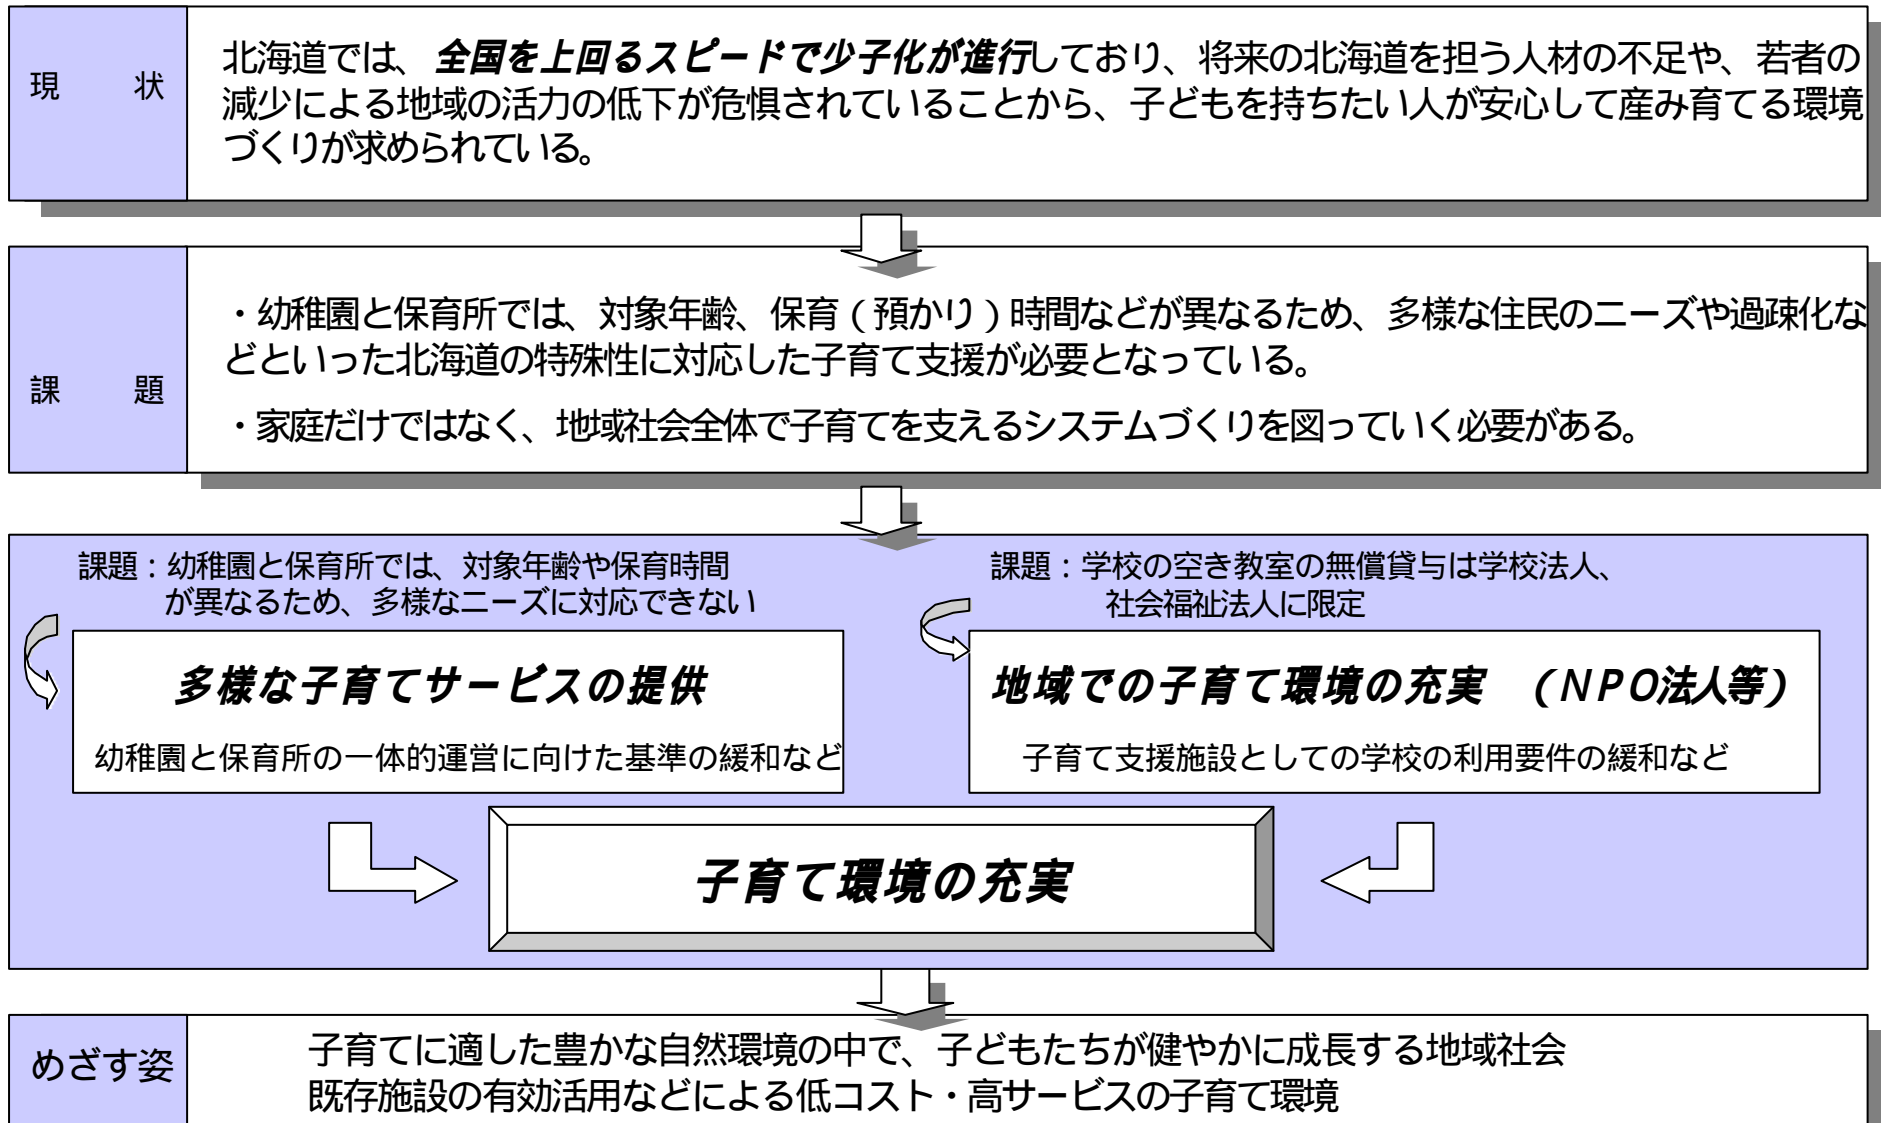 現　　状
北海道では、全国を上回るスピードで少子化が進行しており、将来の北海道を担う人材の不足や、若者の
減少による地域の活力の低下が危惧されていることから、子どもを持ちたい人が安心して産み育てる環境
づくりが求められている。
課　　題
・幼稚園と保育所では、対象年齢、保育（預かり）時間などが異なるため、多様な住民のニーズや過疎化な
どといった北海道の特殊性に対応した子育て支援が必要となっている。
・家庭だけではなく、地域社会全体で子育てを支えるシステムづくりを図っていく必要がある。
課題：幼稚園と保育所では、対象年齢や保育時間
が異なるため、多様なニーズに対応できない
多様な子育てサービスの提供
幼稚園と保育所の一体的運営に向けた基準の緩和など
課題：学校の空き教室の無償貸与は学校法人、
社会福祉法人に限定
地域での子育て環境の充実　（ＮＰＯ法人等）
子育て支援施設としての学校の利用要件の緩和など
子育て環境の充実
めざす姿
子育てに適した豊かな自然環境の中で、子どもたちが健やかに成長する地域社会
既存施設の有効活用などによる低コスト・高サービスの子育て環境